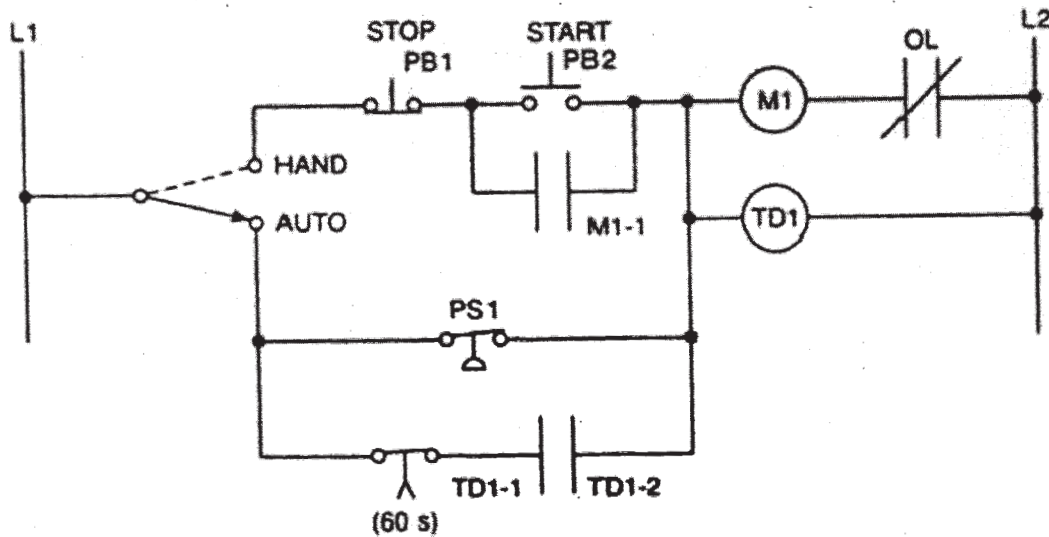 L1
STOP
PB1
START
PB2
OL
L2
M1
HAND
AUTO
M1-1
TD1
PS1
TD1-1
TD1-2
(60 s)